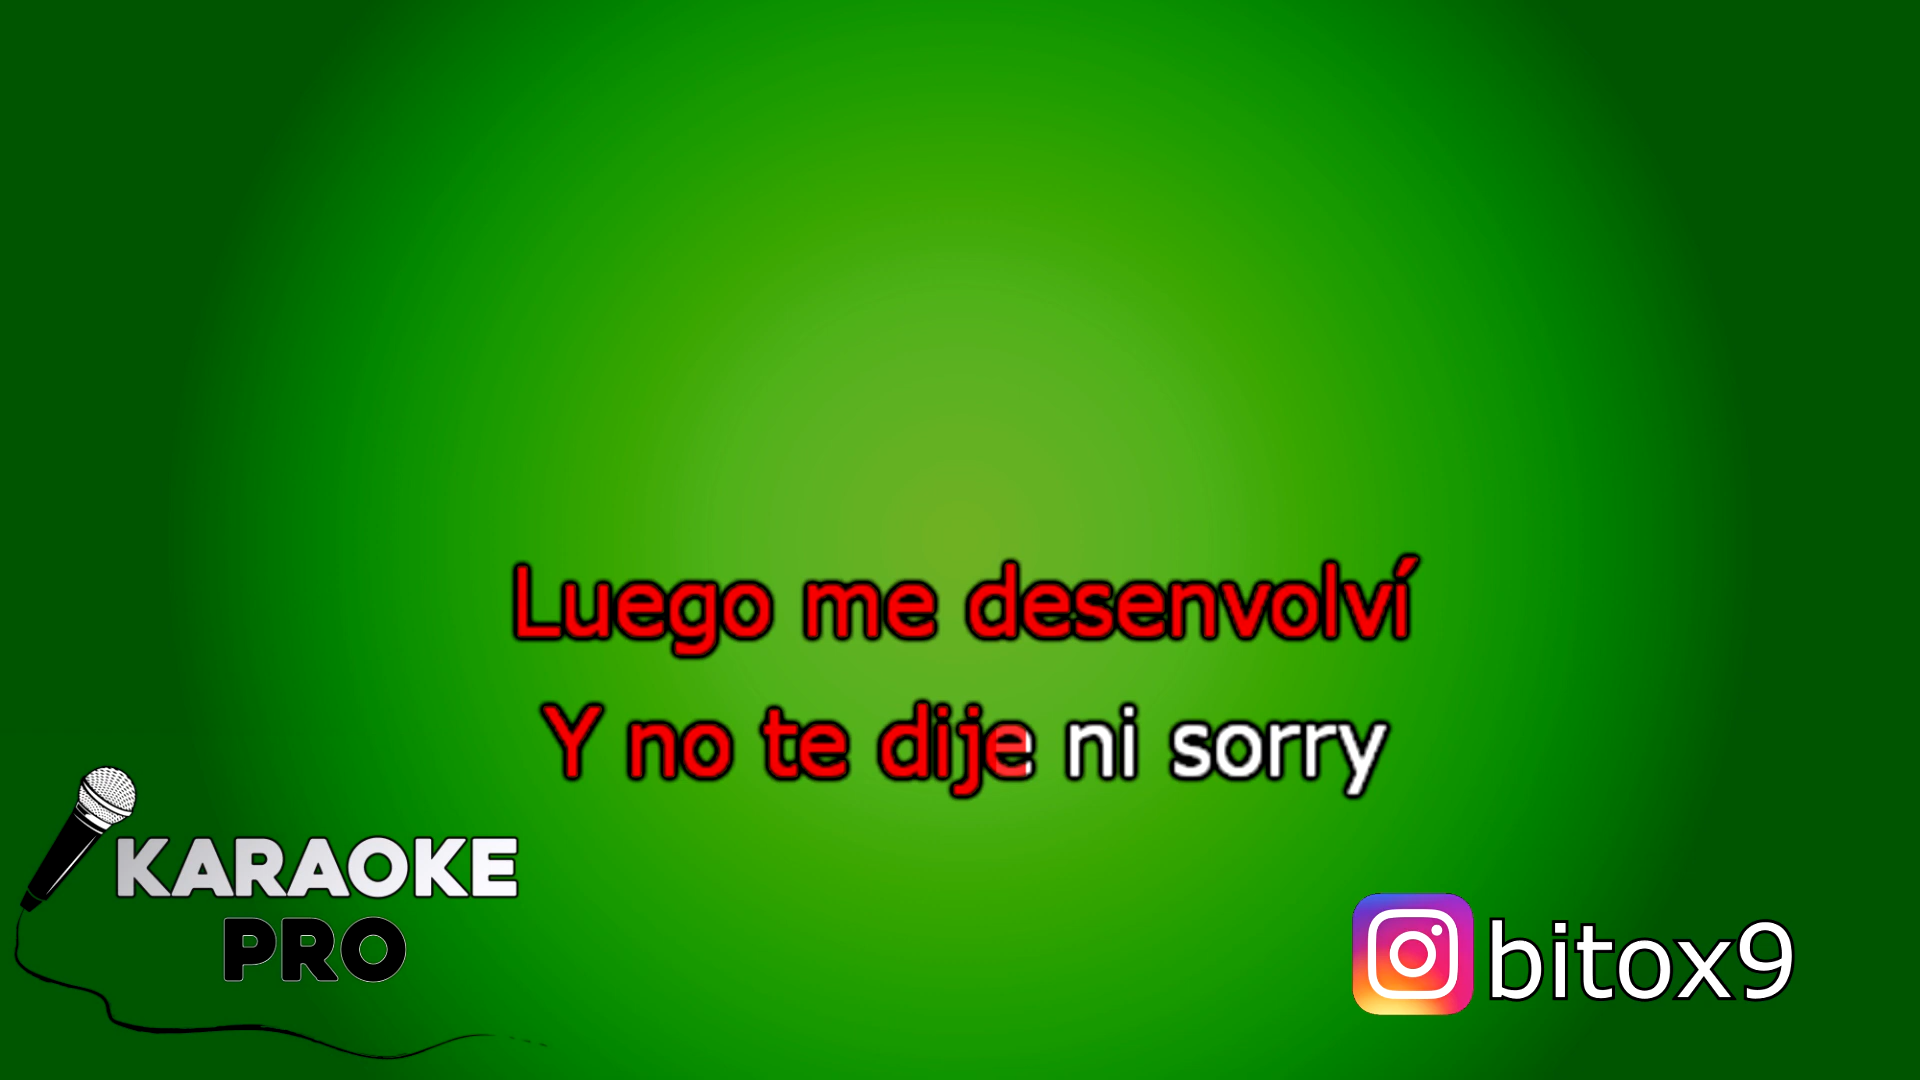 Luego me desenvolví
Y no te dije ni sorry
KARAOKE
PRO
bitox9